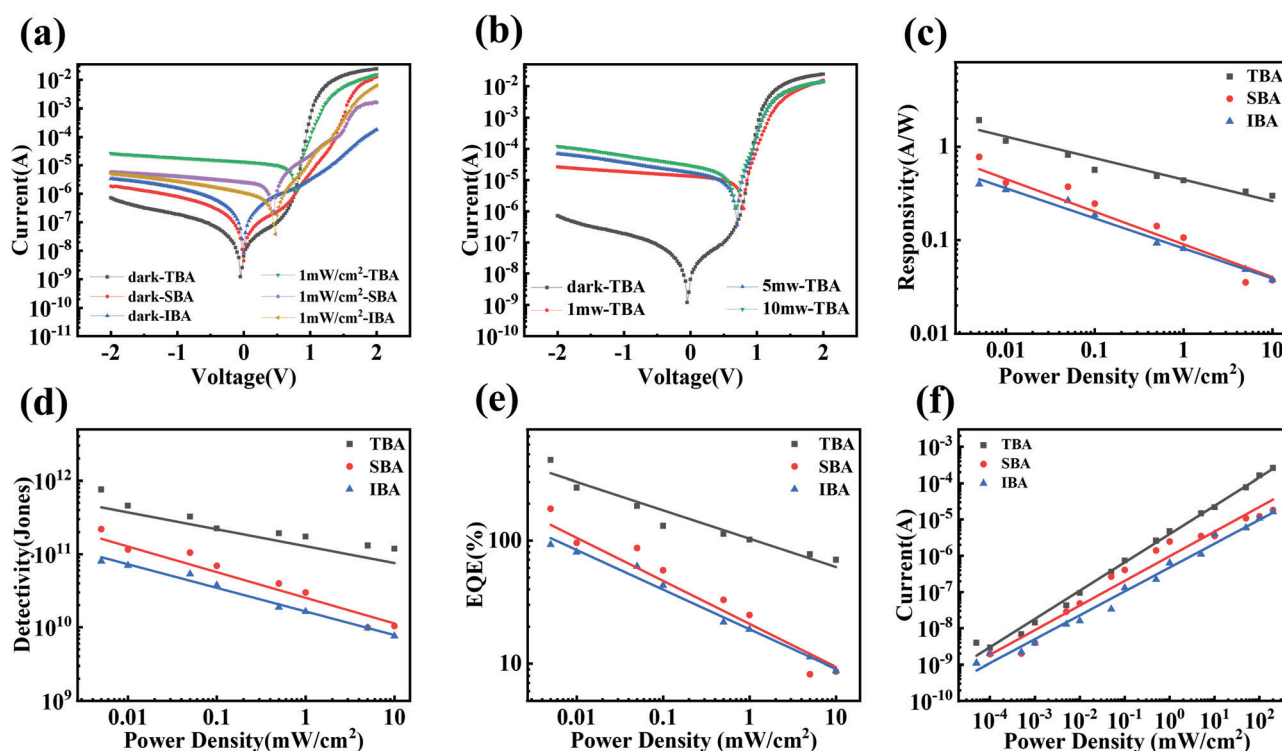 (a)
Current(A)
10⁻²
10⁻³
10⁻⁴
10⁻⁵
10⁻⁶
10⁻⁷
10⁻⁸
10⁻⁹
10⁻¹⁰
10⁻¹¹
dark-TBA
dark-SBA
dark-IBA
1mW/cm²-TBA
1mW/cm²-SBA
1mW/cm²-IBA
-2 -1 0 1 2
Voltage(V)
(b)
Current(A)
10⁻²
10⁻³
10⁻⁴
10⁻⁵
10⁻⁶
10⁻⁷
10⁻⁸
10⁻⁹
10⁻¹⁰
dark-TBA
1mw-TBA
5mw-TBA
10mw-TBA
-2 -1 0 1 2
Voltage(V)
(c)
Responsivity(A/W)
1
0.1
0.01
TBA
SBA
IBA
0.01 0.1 1 10
Power Density (mW/cm²)
(d)
Detectivity(Jones)
10¹²
10¹¹
10¹⁰
10⁹
TBA
SBA
IBA
0.01 0.1 1 10
Power Density(mW/cm²)
(e)
EQE(%)
100
10
TBA
SBA
IBA
0.01 0.1 1 10
Power Density(mW/cm²)
(f)
Current(A)
10⁻³
10⁻⁴
10⁻⁵
10⁻⁶
10⁻⁷
10⁻⁸
10⁻⁹
10⁻¹⁰
TBA
SBA
IBA
10⁻⁴ 10⁻³ 10⁻² 10⁻¹ 10⁰ 10¹ 10²
Power Density (mW/cm²)